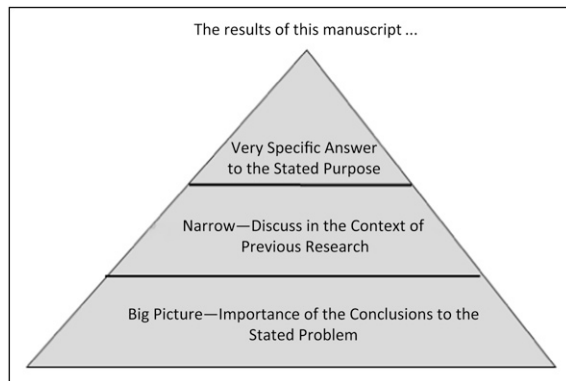 The results of this manuscript ...
Very Specific Answer
to the Stated Purpose
Narrow—Discuss in the Context of
Previous Research
Big Picture—Importance of the Conclusions to the
Stated Problem